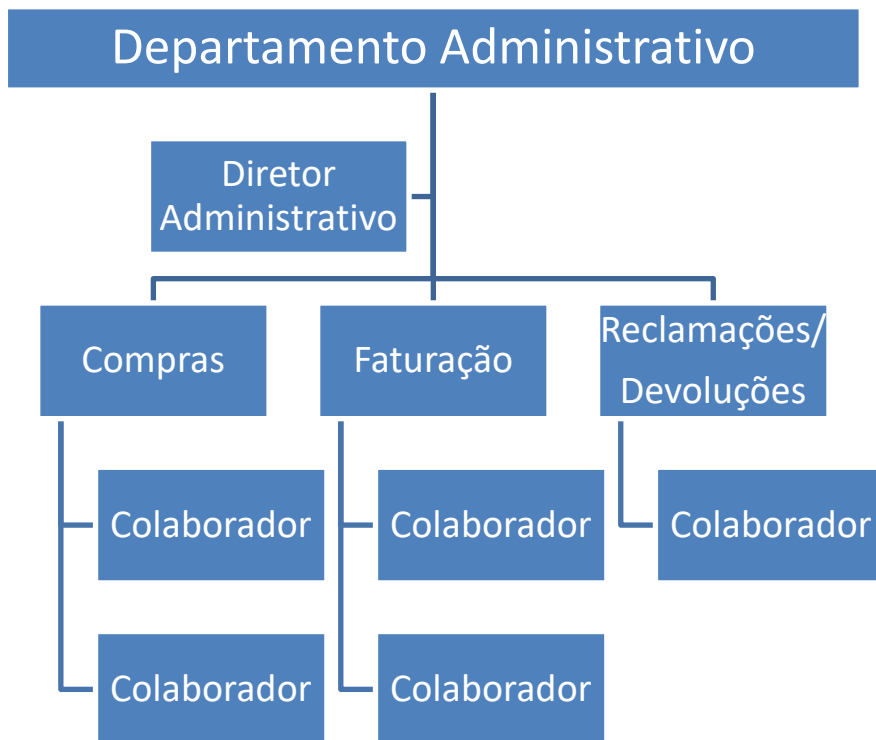 Departamento Administrativo
Diretor
Administrativo
Compras
Faturação
Reclamações/
Devoluções
Colaborador
Colaborador
Colaborador
Colaborador
Colaborador